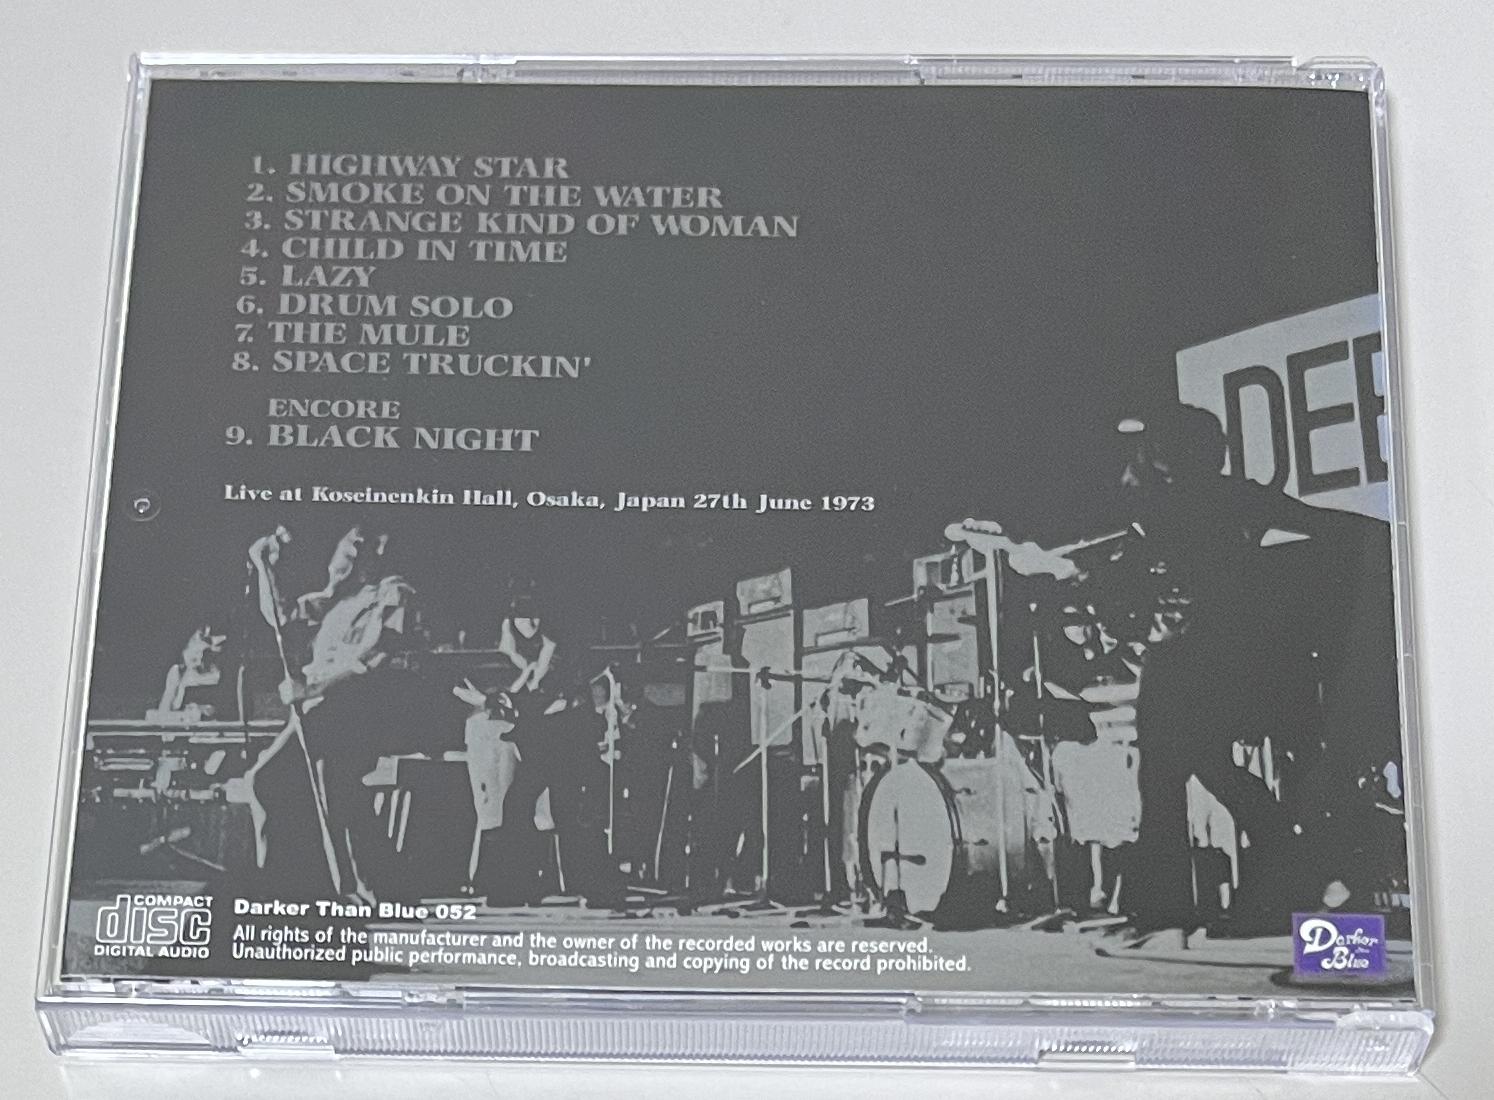 1. HIGHWAY STAR
2. SMOKE ON THE WATER
3. STRANGE KIND OF WOMAN
4. CHILD IN TIME
5. LAZY
6. DRUM SOLO
7. THE MULE
8. SPACE TRUCKIN'
ENCORE
9. BLACK NIGHT
Live at Koseinenkin Hall, Osaka, Japan 27th June 1973
DEE
COMPACT
disc
DIGITAL AUDIO
Darker Than Blue 052
All rights of the manufacturer and the owner of the recorded works are reserved.
Unauthorized public performance, broadcasting and copying of the record prohibited.
Darker
Than
Blue